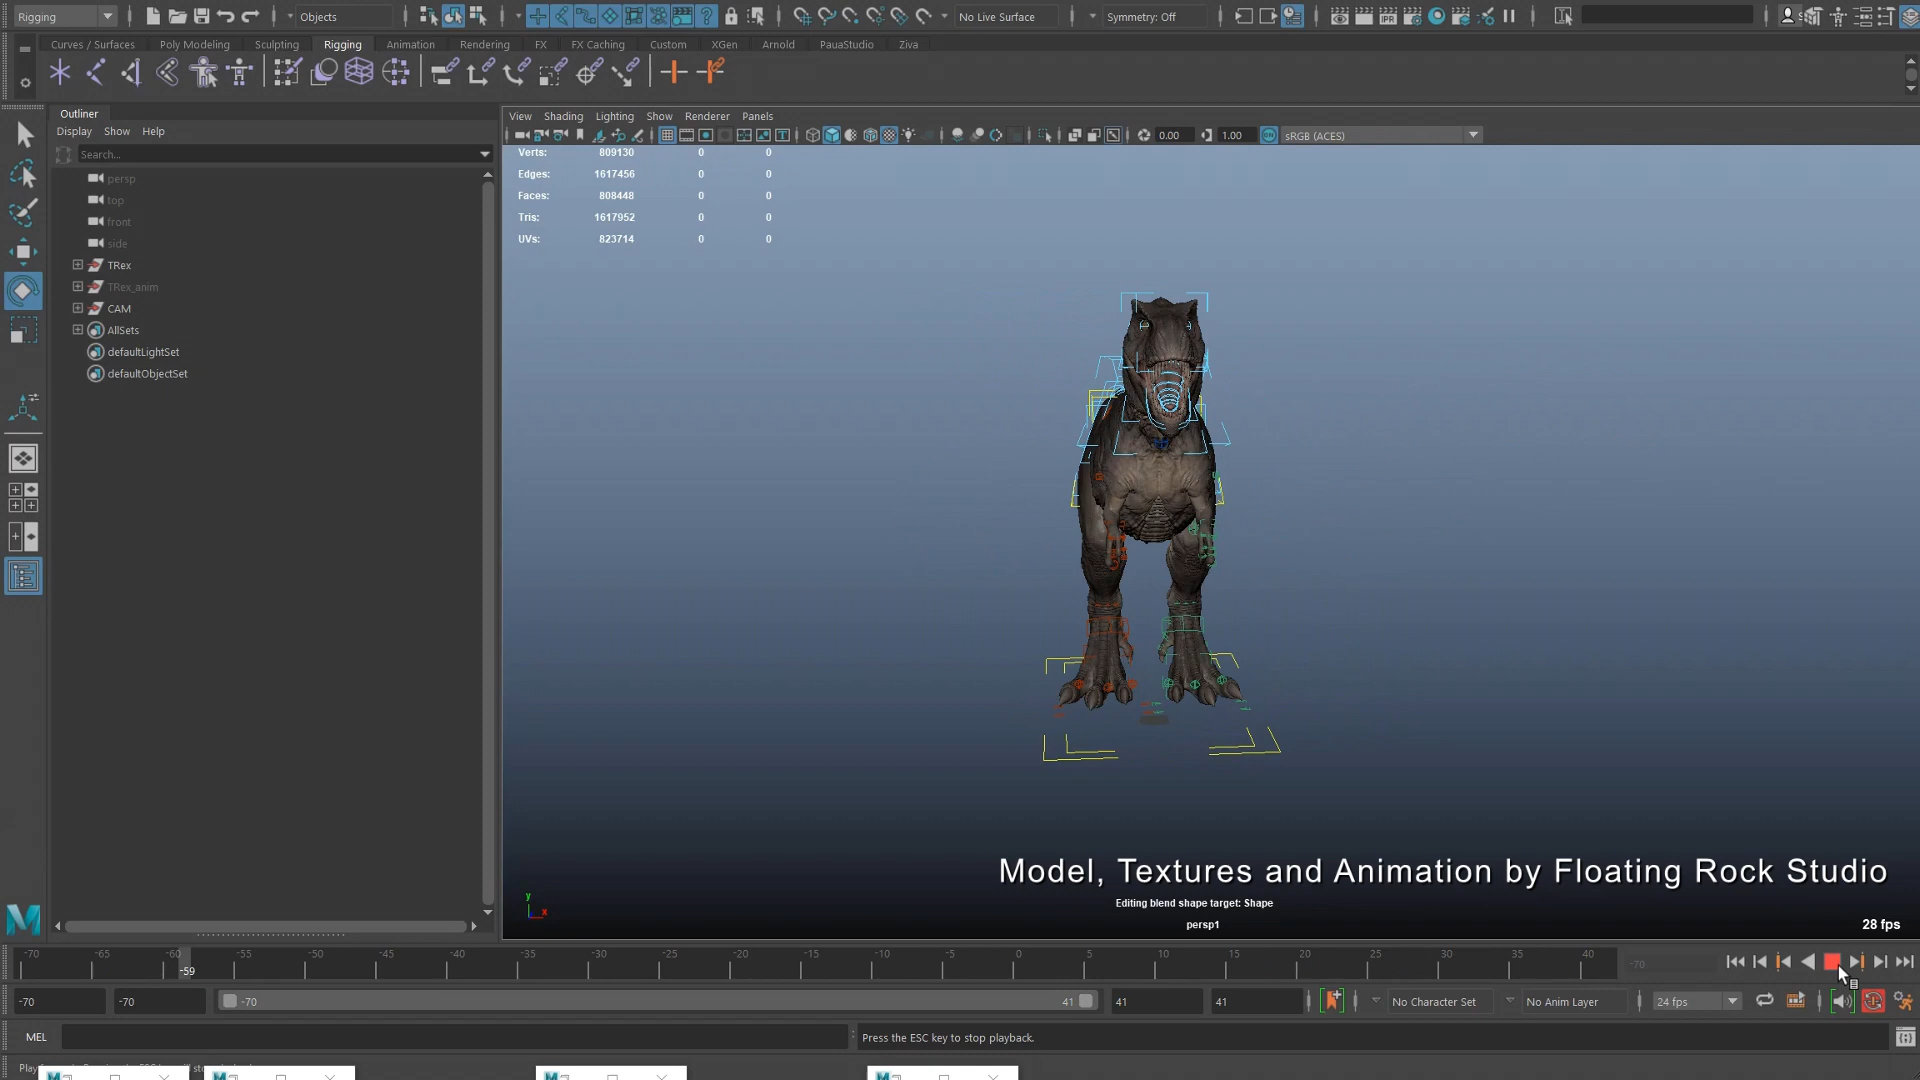 Rigging
Objects
No Live Surface
Symmetry: Off
IPR
Curves / Surfaces Poly Modeling Sculpting Rigging Animation Rendering FX FX Caching Custom XGen Arnold PauaStudio Ziva
Outliner
Display Show Help
Search...
persp
top
front
side
TRex
TRex_anim
CAM
AllSets
defaultLightSet
defaultObjectSet
View Shading Lighting Show Renderer Panels
0.00 1.00 ON sRGB (ACES)
Verts: 809130 0 0
Edges: 1617456 0 0
Faces: 808448 0 0
Tris: 1617952 0 0
UVs: 823714 0 0
Model, Textures and Animation by Floating Rock Studio
Editing blend shape target: Shape
persp1
28 fps
y
x
-70 -65 -60 -55 -50 -45 -40 -35 -30 -25 -20 -15 -10 -5 0 5 10 15 20 25 30 35 40
-59
-70
-70 -70 -70 41 41 41 No Character Set No Anim Layer 24 fps
MEL
Press the ESC key to stop playback.